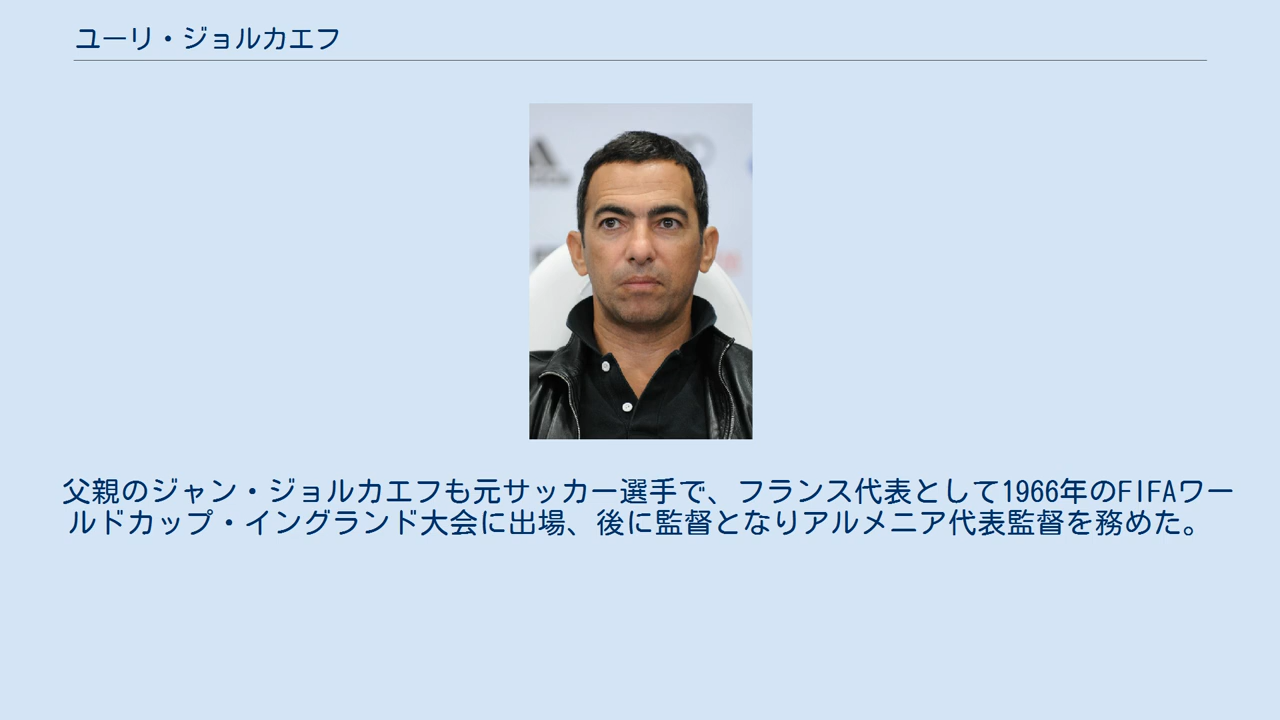 ユーリ・ジョルカエフ
父親のジャン・ジョルカエフも元サッカー選手で、フランス代表として1966年のFIFAワー
ルドカップ・イングランド大会に出場、後に監督となりアルメニア代表監督を務めた。